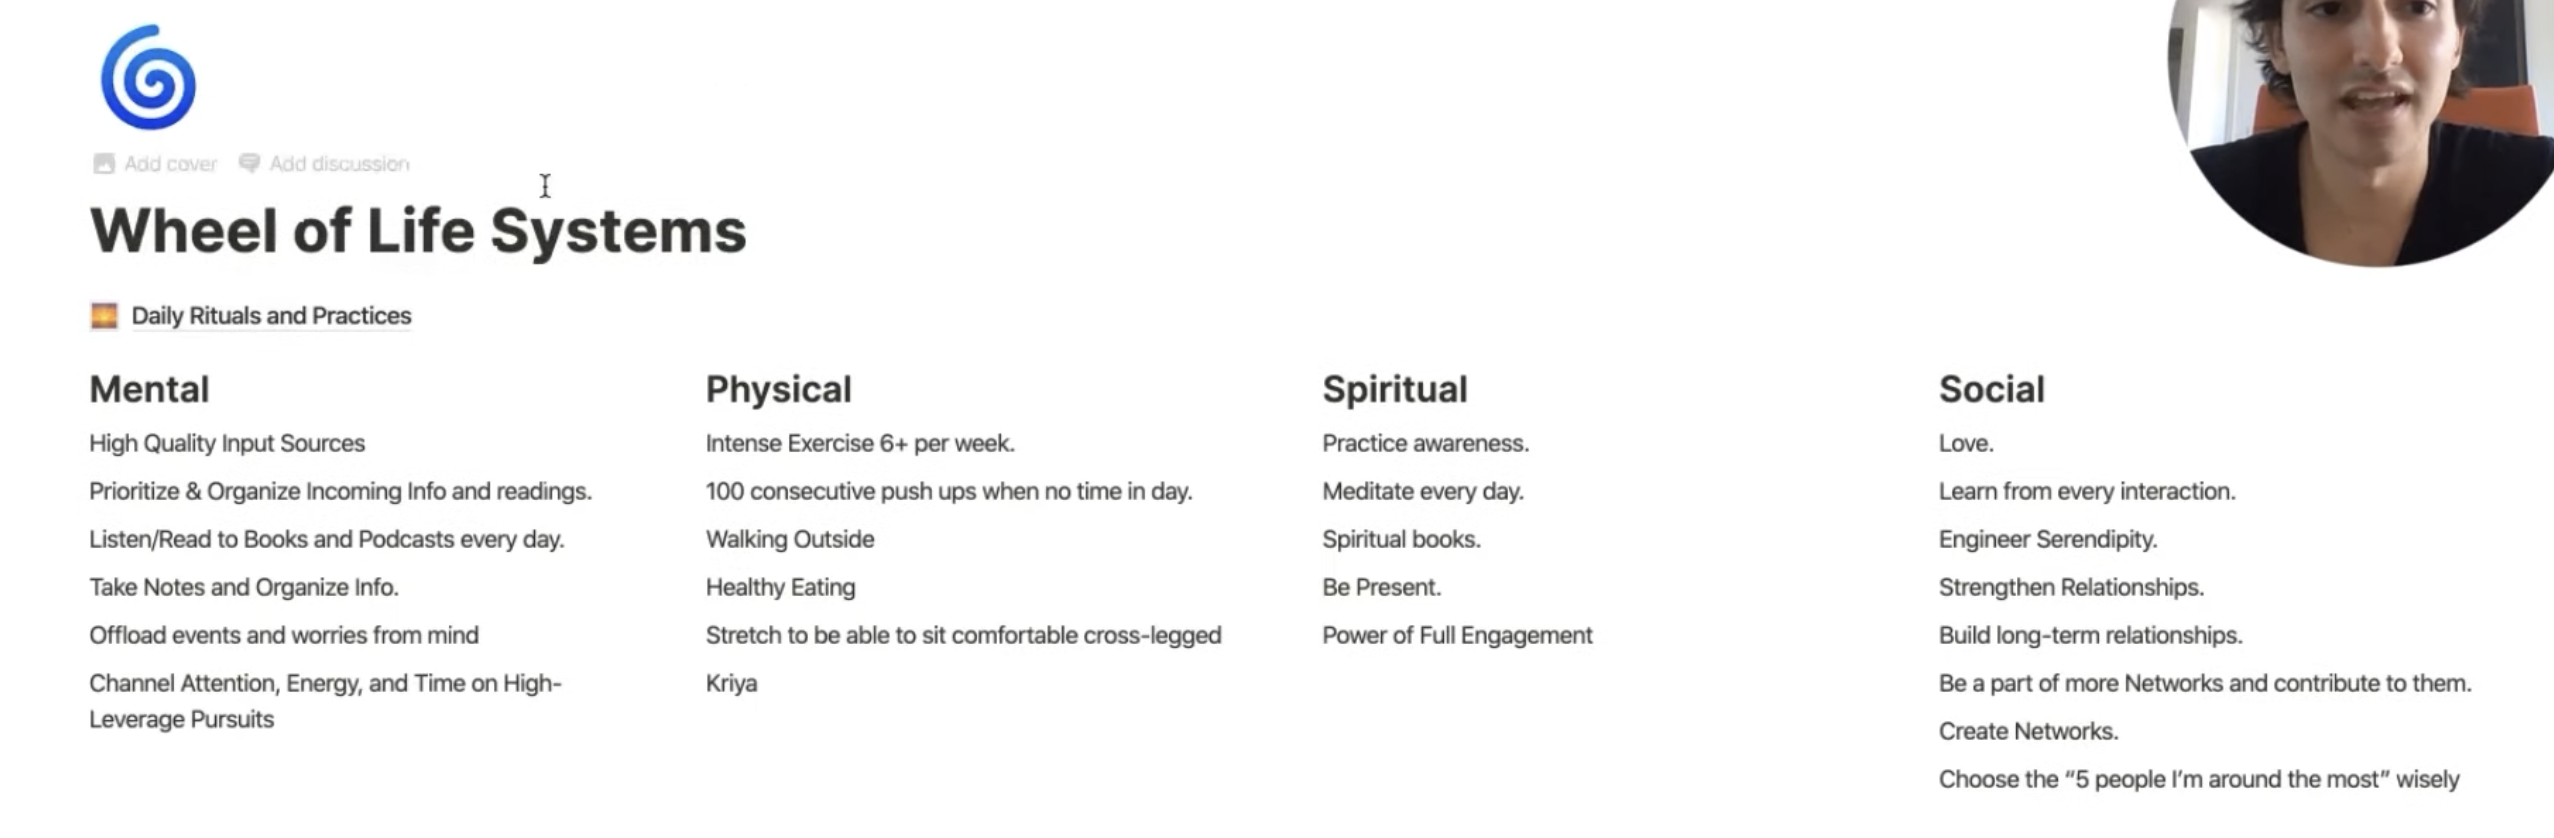 Add cover Add discussion
Wheel of Life Systems
Daily Rituals and Practices
Mental
High Quality Input Sources
Prioritize & Organize Incoming Info and readings.
Listen/Read to Books and Podcasts every day.
Take Notes and Organize Info.
Offload events and worries from mind
Channel Attention, Energy, and Time on High-
Leverage Pursuits
Physical
Intense Exercise 6+ per week.
100 consecutive push ups when no time in day.
Walking Outside
Healthy Eating
Stretch to be able to sit comfortable cross-legged
Kriya
Spiritual
Practice awareness.
Meditate every day.
Spiritual books.
Be Present.
Power of Full Engagement
Social
Love.
Learn from every interaction.
Engineer Serendipity.
Strengthen Relationships.
Build long-term relationships.
Be a part of more Networks and contribute to them.
Create Networks.
Choose the “5 people I’m around the most” wisely